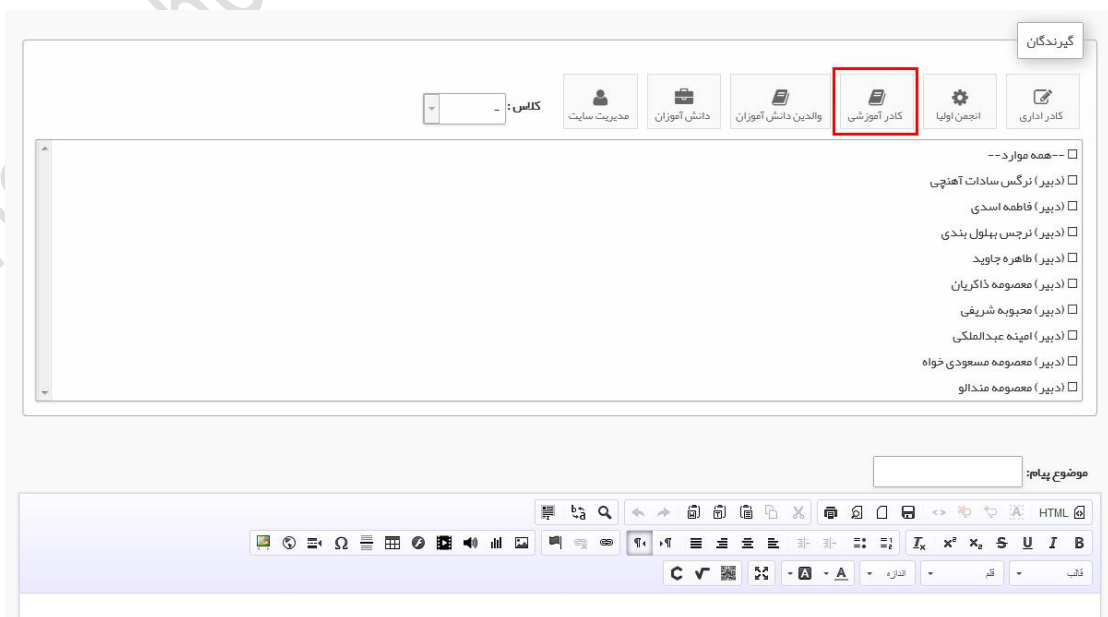 گیرندگان
کادر اداری
انجمن اولیا
کادر آموزشی
والدین دانش آموزان
دانش آموزان
مدیریت سایت
کلاس: -
--همه موارد--
(دبیر) نرگس سادات آهنچی
(دبیر) فاطمه اسدی
(دبیر) نرجس بهلول بندی
(دبیر) طاهره جاوید
(دبیر) معصومه ذاکریان
(دبیر) محبوبه شریفی
(دبیر) امینه عبدالملکی
(دبیر) معصومه مسعودی خواه
(دبیر) معصومه مندالو
موضوع پیام:
HTML
B I U S x₂ x² Iₓ
قالب قلم اندازه A A